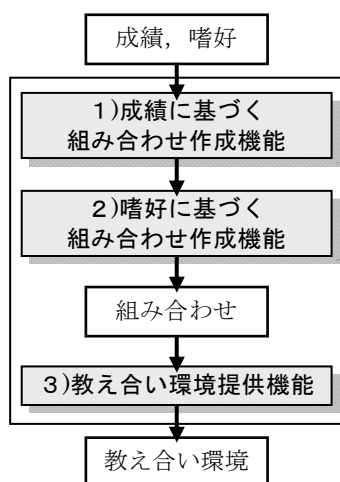 成績，嗜好
１)成績に基づく
組み合わせ作成機能
２)嗜好に基づく
組み合わせ作成機能
組み合わせ
３)教え合い環境提供機能
教え合い環境